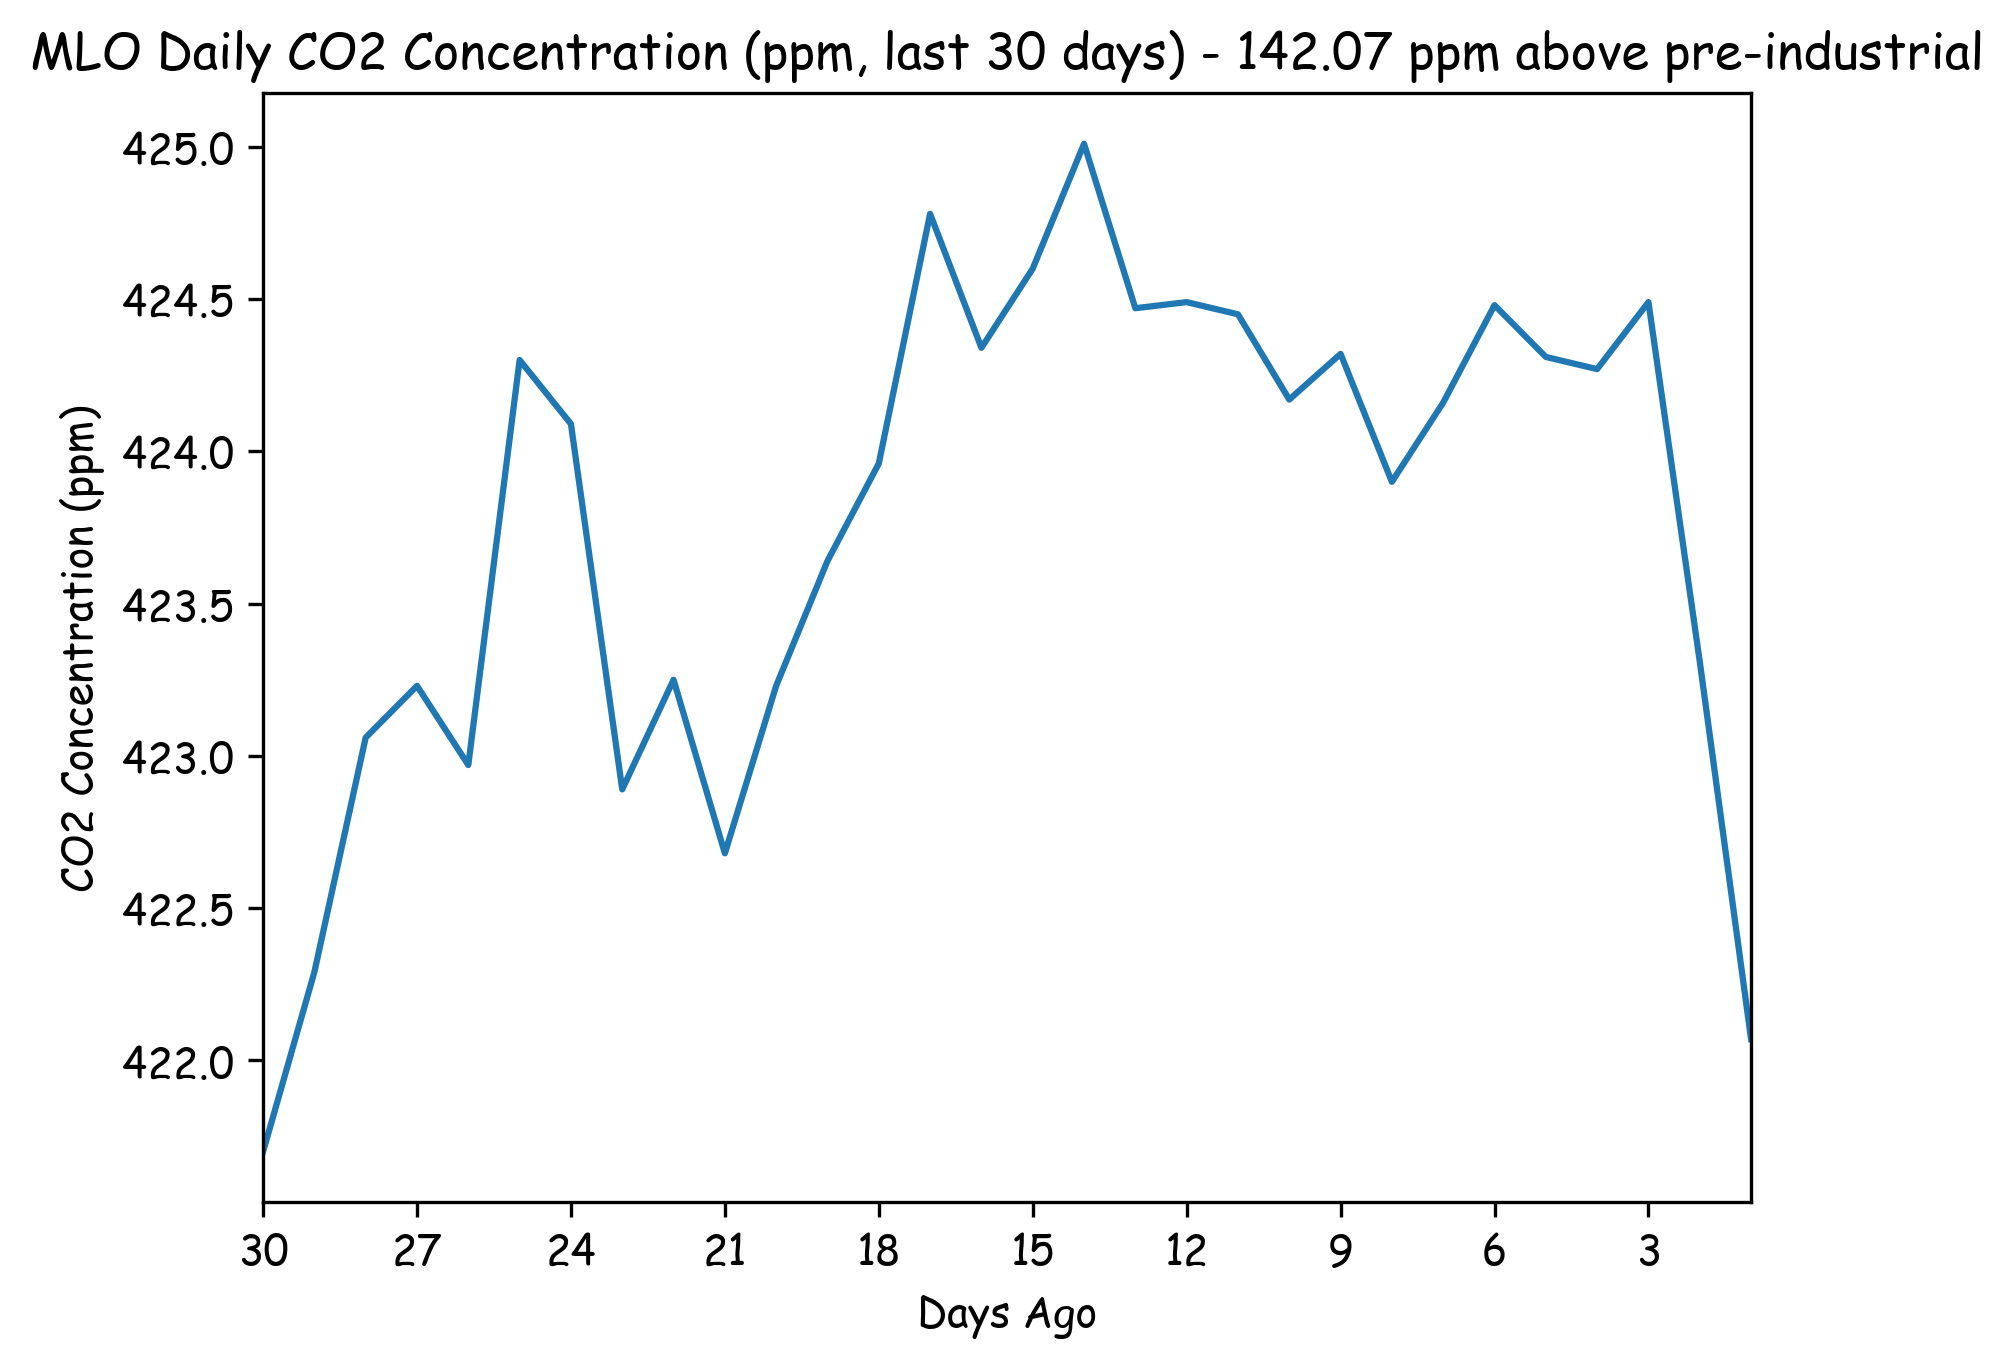 MLO Daily CO2 Concentration (ppm, last 30 days) - 142.07 ppm above pre-industrial
CO2 Concentration (ppm)
425.0
424.5
424.0
423.5
423.0
422.5
422.0
30 27 24 21 18 15 12 9 6 3
Days Ago